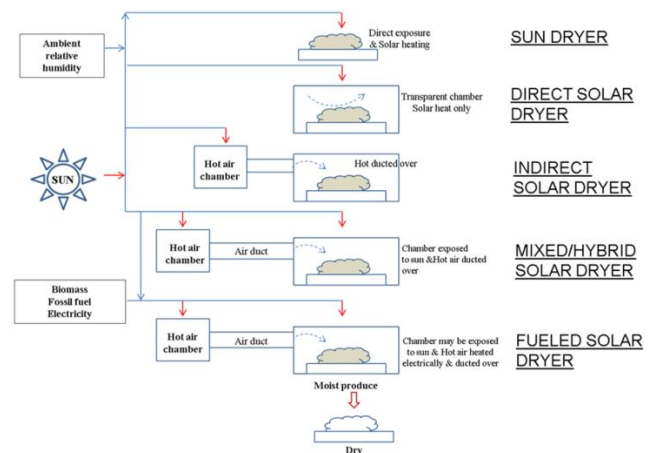 Ambient
relative
humidity
Direct exposure
& Solar heating
SUN DRYER
Transparent chamber
Solar heat only
DIRECT SOLAR
DRYER
SUN
Hot air
chamber
Hot ducted over
INDIRECT
SOLAR DRYER
Hot air
chamber
Air duct
Chamber exposed
to sun &Hot air ducted
over
MIXED/HYBRID
SOLAR DRYER
Biomass
Fossil fuel
Electricity
Hot air
chamber
Air duct
Chamber may be exposed
to sun & Hot air heated
electrically & ducted over
FUELED SOLAR
DRYER
Moist produce
Dry